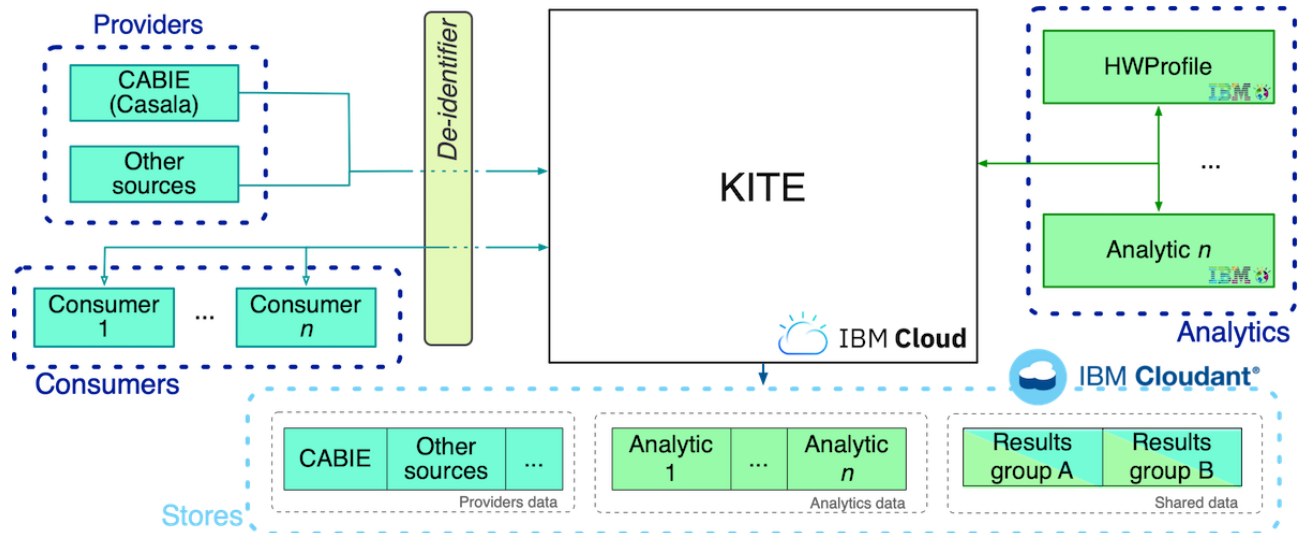 Providers
CABIE
(Casala)
Other
sources
De-identifier
KITE
IBM Cloud
HWProfile
IBM
...
Analytic n
IBM
Analytics
Consumer
1
...
Consumer
n
Consumers
IBM Cloudant®
CABIE
Other
sources
...
Providers data
Analytic
1
...
Analytic
n
Analytics data
Results
group A
Results
group B
Shared data
Stores